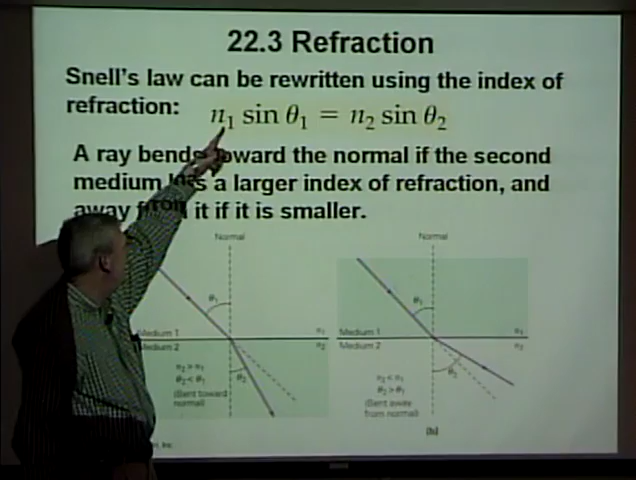 22.3 Refraction
Snell's law can be rewritten using the index of
refraction: n₁ sin θ₁ = n₂ sin θ₂
A ray bends toward the normal if the second
medium has a larger index of refraction, and
away from it if it is smaller.
Normal
θ₁
Medium 1 n₁
Medium 2 n₂
n₂ > n₁
θ₂ < θ₁
(Bent toward
normal)
θ₂
Normal
θ₁
Medium 1 n₁
Medium 2 n₂
n₂ < n₁
θ₂ > θ₁
(Bent away
from normal)
θ₂
(b)
Inc